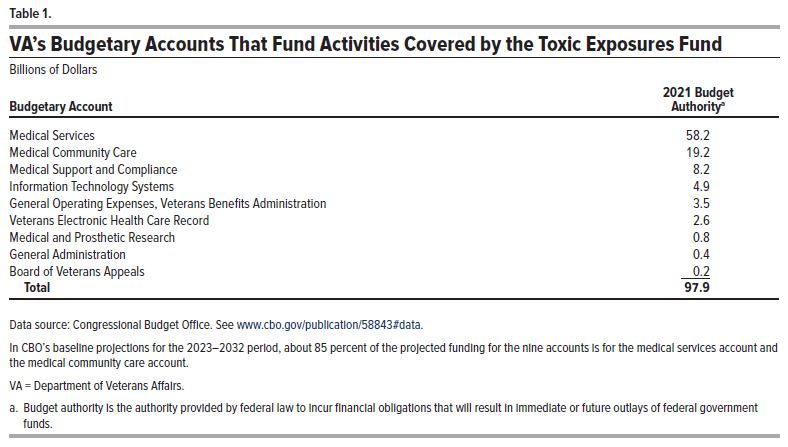 Table 1.
VA’s Budgetary Accounts That Fund Activities Covered by the Toxic Exposures Fund
Billions of Dollars
Budgetary Account 2021 Budget Authorityᵃ
Medical Services 58.2
Medical Community Care 19.2
Medical Support and Compliance 8.2
Information Technology Systems 4.9
General Operating Expenses, Veterans Benefits Administration 3.5
Veterans Electronic Health Care Record 2.6
Medical and Prosthetic Research 0.8
General Administration 0.4
Board of Veterans Appeals 0.2
Total 97.9
Data source: Congressional Budget Office. See www.cbo.gov/publication/58843#data.
In CBO’s baseline projections for the 2023–2032 period, about 85 percent of the projected funding for the nine accounts is for the medical services account and
the medical community care account.
VA = Department of Veterans Affairs.
a. Budget authority is the authority provided by federal law to incur financial obligations that will result in immediate or future outlays of federal government
funds.